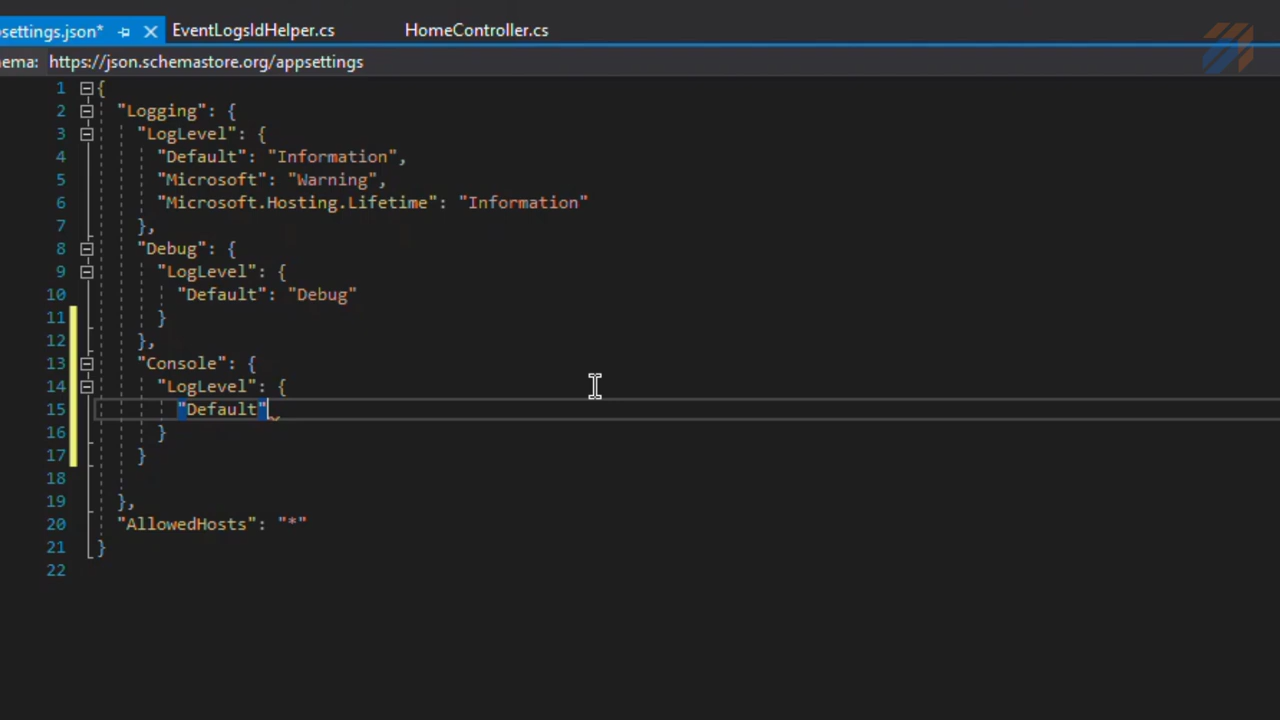 settings.json* EventLogsIdHelper.cs HomeController.cs
ema: https://json.schemastore.org/appsettings
1 {
2 "Logging": {
3 "LogLevel": {
4 "Default": "Information",
5 "Microsoft": "Warning",
6 "Microsoft.Hosting.Lifetime": "Information"
7 },
8 "Debug": {
9 "LogLevel": {
10 "Default": "Debug"
11 }
12 },
13 "Console": {
14 "LogLevel": {
15 "Default"
16 }
17 }
18
19 },
20 "AllowedHosts": "*"
21 }
22